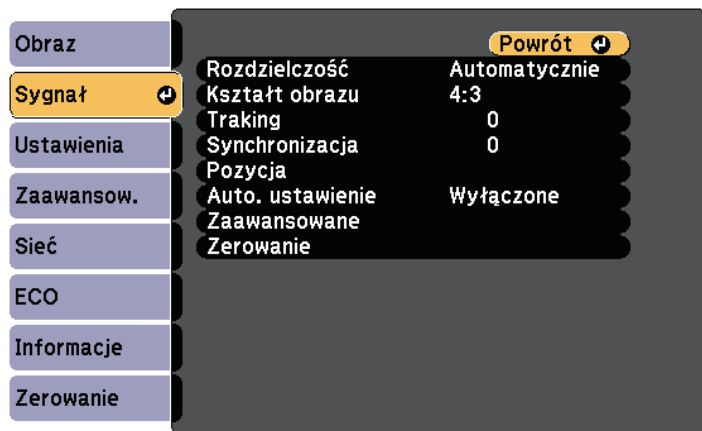 Obraz
Sygnał
Ustawienia
Zaawansow.
Sieć
ECO
Informacje
Zerowanie
Powrót
Rozdzielczość Automatycznie
Kształt obrazu 4:3
Traking 0
Synchronizacja 0
Pozycja
Auto. ustawienie Wyłączone
Zaawansowane
Zerowanie